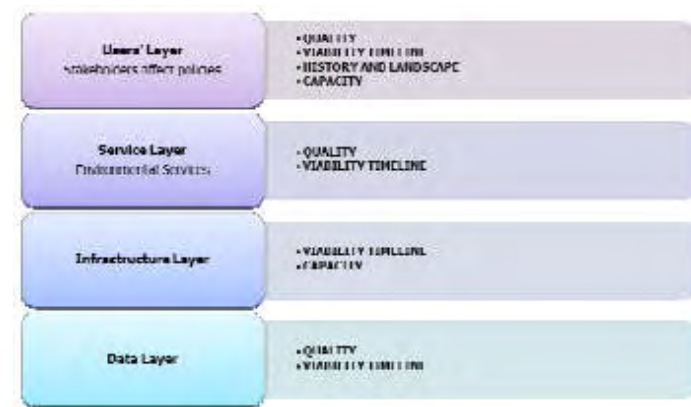 Users' Layer
Stakeholders affect policies
• QUALITY
• VIABILITY TIMELINE
• HISTORY AND LANDSCAPE
• CAPACITY
Service Layer
Environmental Services
• QUALITY
• VIABILITY TIMELINE
Infrastructure Layer
• VIABILITY TIMELINE
• CAPACITY
Data Layer
• QUALITY
• VIABILITY TIMELINE